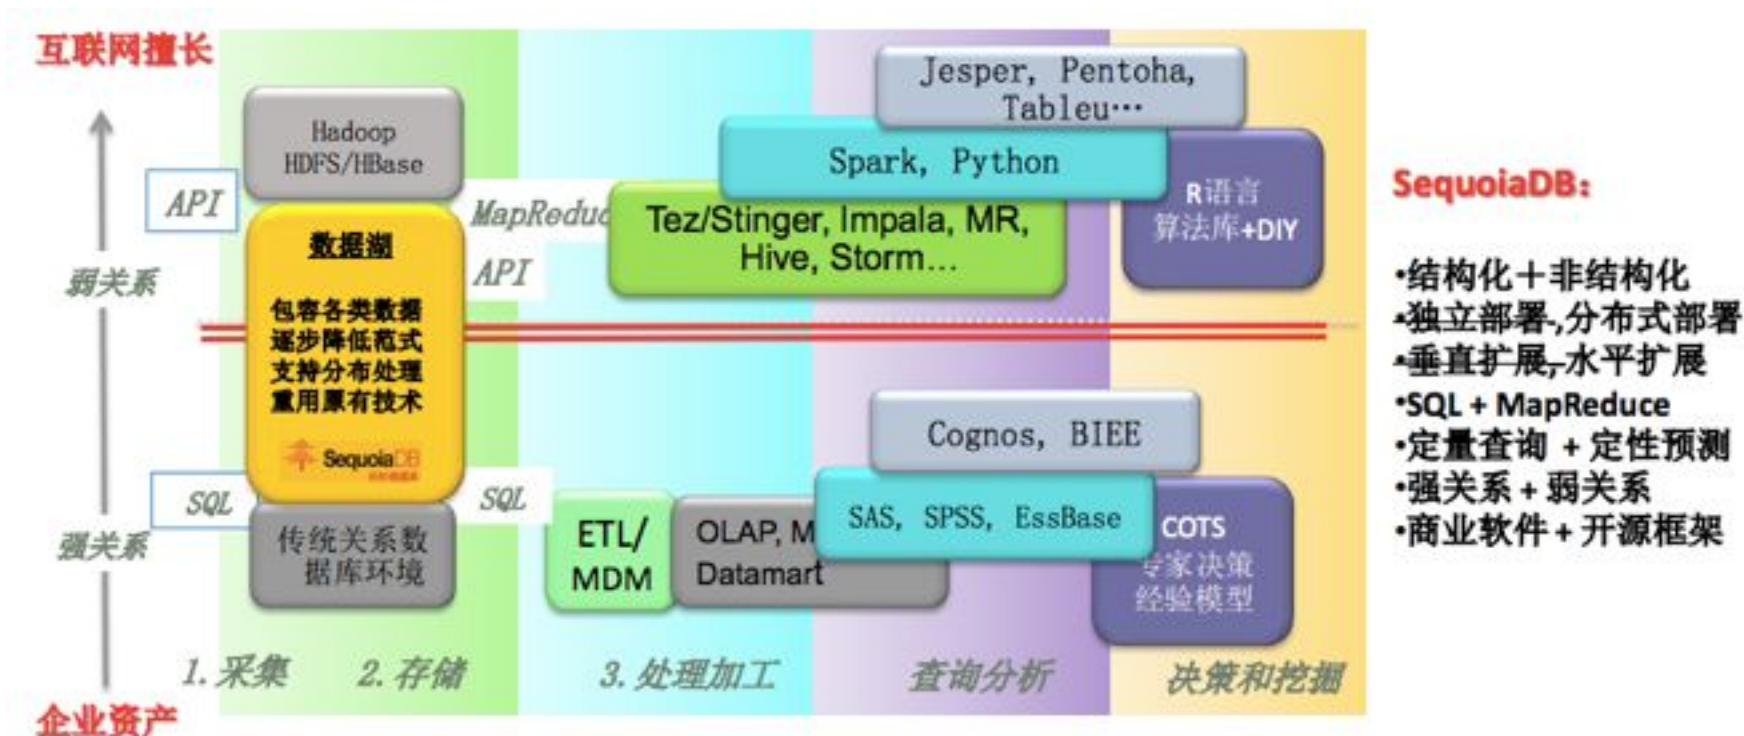 互联网擅长
Hadoop
HDFS/HBase
API
数据湖
包容各类数据
逐步降低范式
支持分布处理
重用原有技术
SequoiaDB
MapReduc
API
弱关系
Jesper, Pentoha,
Tableu…
Spark, Python
Tez/Stinger, Impala, MR,
Hive, Storm…
R语言
算法库+DIY
SQL
SQL
强关系
传统关系数
据库环境
ETL/
MDM
OLAP, M
Datamart
Cognos, BIEE
SAS, SPSS, EssBase
COTS
专家决策
经验模型
1.采集
2.存储
3.处理加工
查询分析
决策和挖掘
企业资产
SequoiaDB:
•结构化＋非结构化
•独立部署,分布式部署
•垂直扩展,水平扩展
•SQL + MapReduce
•定量查询 + 定性预测
•强关系 + 弱关系
•商业软件 + 开源框架